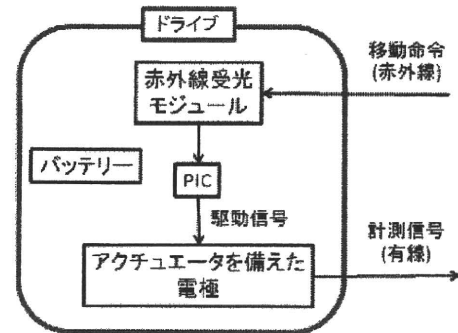 ドライブ
赤外線受光
モジュール
移動命令
(赤外線)
バッテリー
PIC
駆動信号
計測信号
(有線)
アクチュエータを備えた
電極